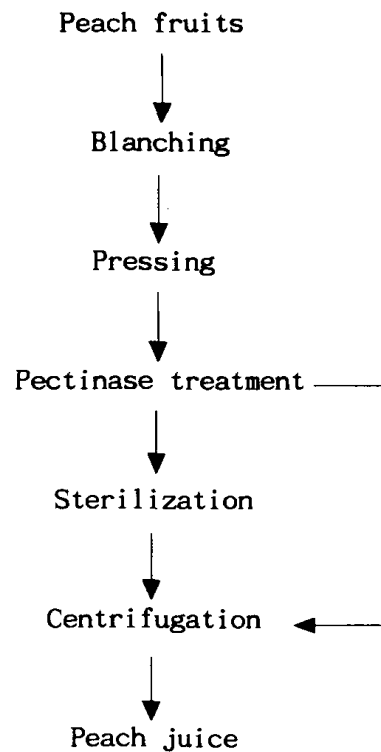 Peach fruits
Blanching
Pressing
Pectinase treatment
Sterilization
Centrifugation
Peach juice